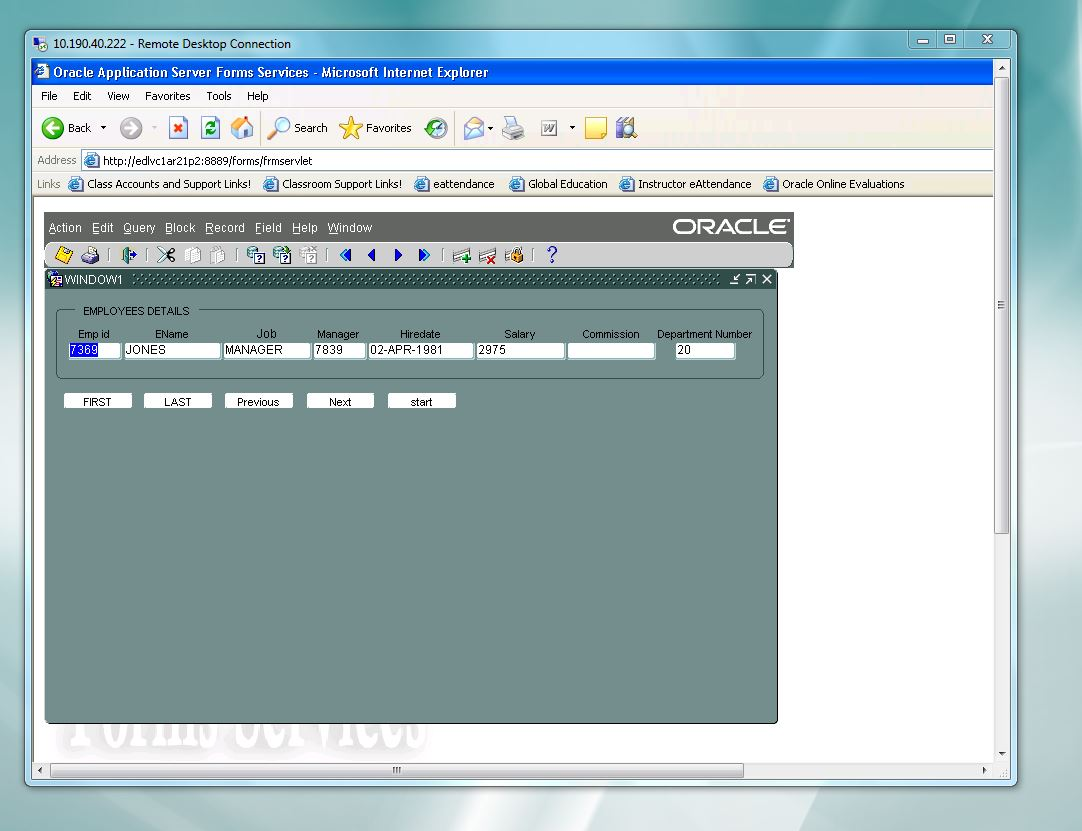 10.190.40.222 - Remote Desktop Connection
Oracle Application Server Forms Services - Microsoft Internet Explorer
File Edit View Favorites Tools Help
Back Search Favorites W
Address http://edlvc1ar21p2:8889/forms/frmservlet
Links Class Accounts and Support Links! Classroom Support Links! eattendance Global Education Instructor eAttendance Oracle Online Evaluations
Action Edit Query Block Record Field Help Window ORACLE
?
WINDOW1
EMPLOYEES DETAILS
Emp id EName Job Manager Hiredate Salary Commission Department Number
7369 JONES MANAGER 7839 02-APR-1981 2975 20
FIRST LAST Previous Next start
Forms Services